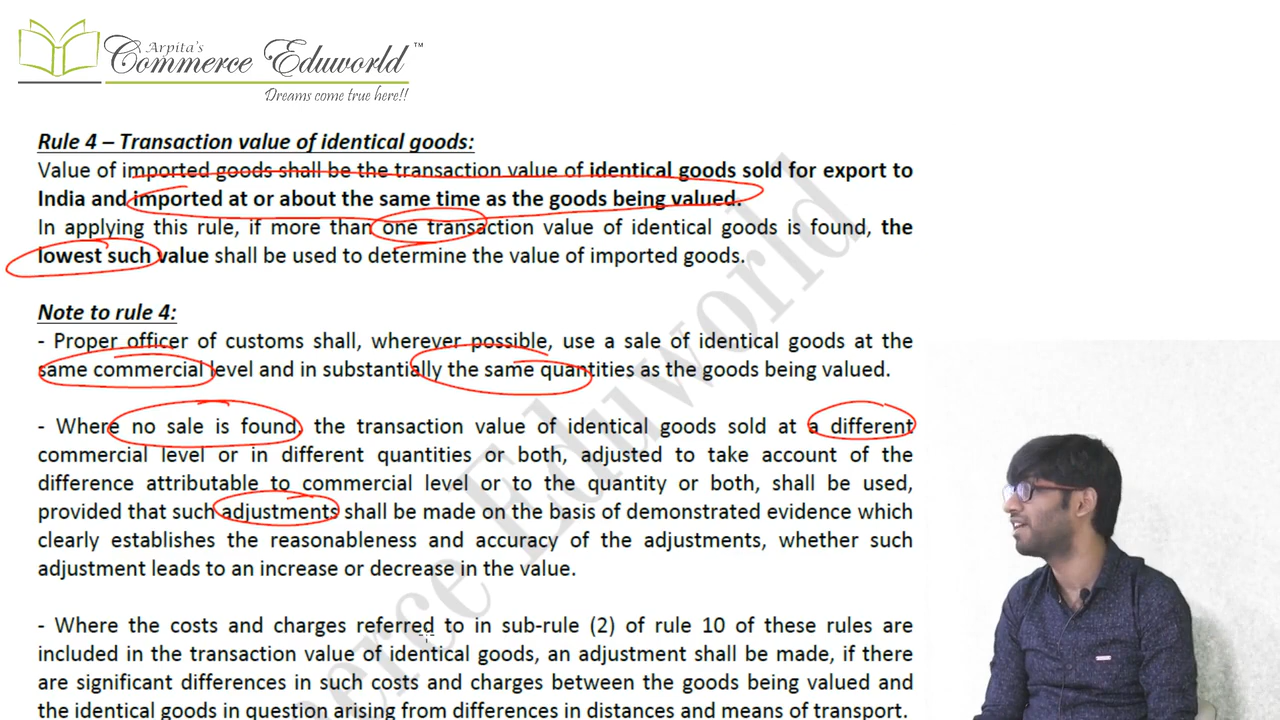 Arpita's
Commerce Eduworld™
Dreams come true here!!
Rule 4 – Transaction value of identical goods:
Value of imported goods shall be the transaction value of identical goods sold for export to
India and imported at or about the same time as the goods being valued.
In applying this rule, if more than one transaction value of identical goods is found, the
lowest such value shall be used to determine the value of imported goods.
Note to rule 4:
- Proper officer of customs shall, wherever possible, use a sale of identical goods at the
same commercial level and in substantially the same quantities as the goods being valued.
- Where no sale is found, the transaction value of identical goods sold at a different
commercial level or in different quantities or both, adjusted to take account of the
difference attributable to commercial level or to the quantity or both, shall be used,
provided that such adjustments shall be made on the basis of demonstrated evidence which
clearly establishes the reasonableness and accuracy of the adjustments, whether such
adjustment leads to an increase or decrease in the value.
- Where the costs and charges referred to in sub-rule (2) of rule 10 of these rules are
included in the transaction value of identical goods, an adjustment shall be made, if there
are significant differences in such costs and charges between the goods being valued and
the identical goods in question arising from differences in distances and means of transport.
erce Eduworld